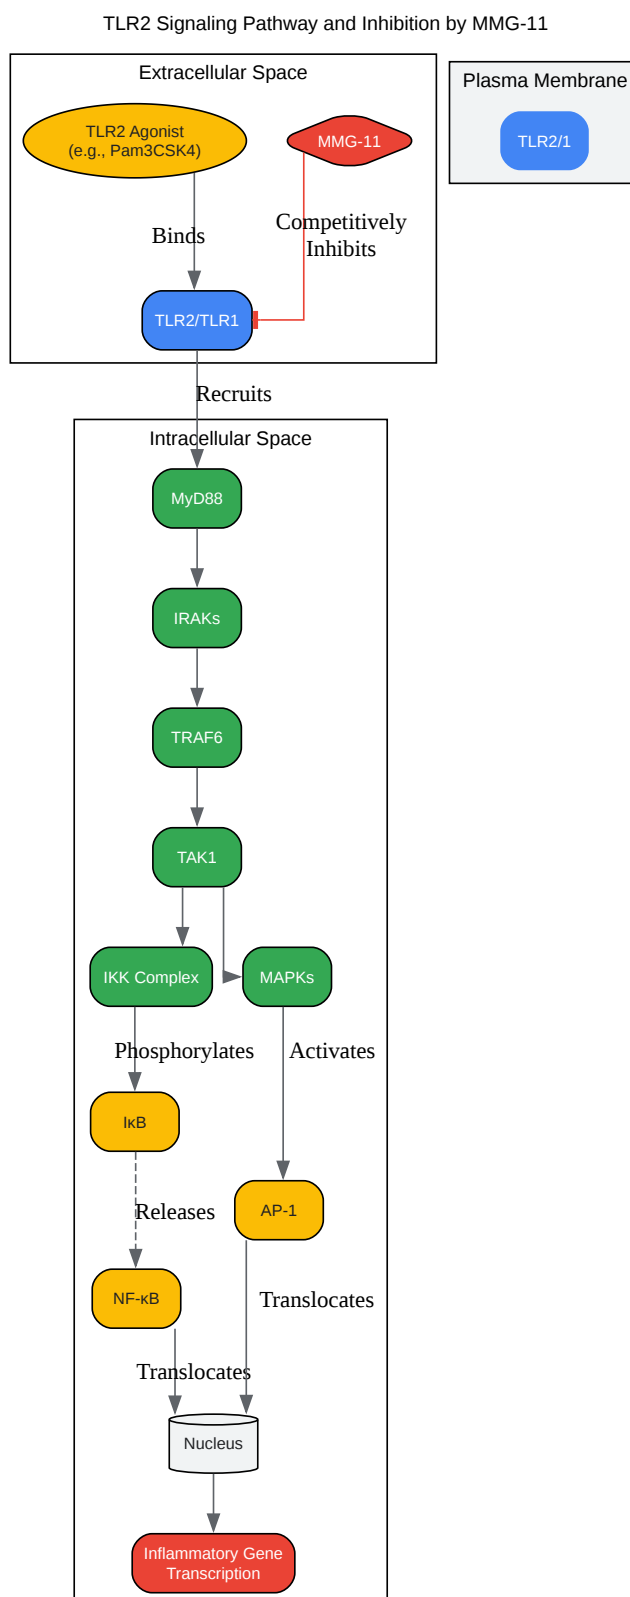 TLR2 Signaling Pathway and Inhibition by MMG-11
Extracellular Space
Plasma Membrane
TLR2 Agonist
(e.g., Pam3CSK4)
MMG-11
TLR2/1
Binds
Competitively
Inhibits
TLR2/TLR1
Recruits
Intracellular Space
MyD88
IRAKs
TRAF6
TAK1
IKK Complex
MAPKs
Phosphorylates
Activates
IκB
Releases
AP-1
NF-κB
Translocates
Translocates
Nucleus
Inflammatory Gene
Transcription